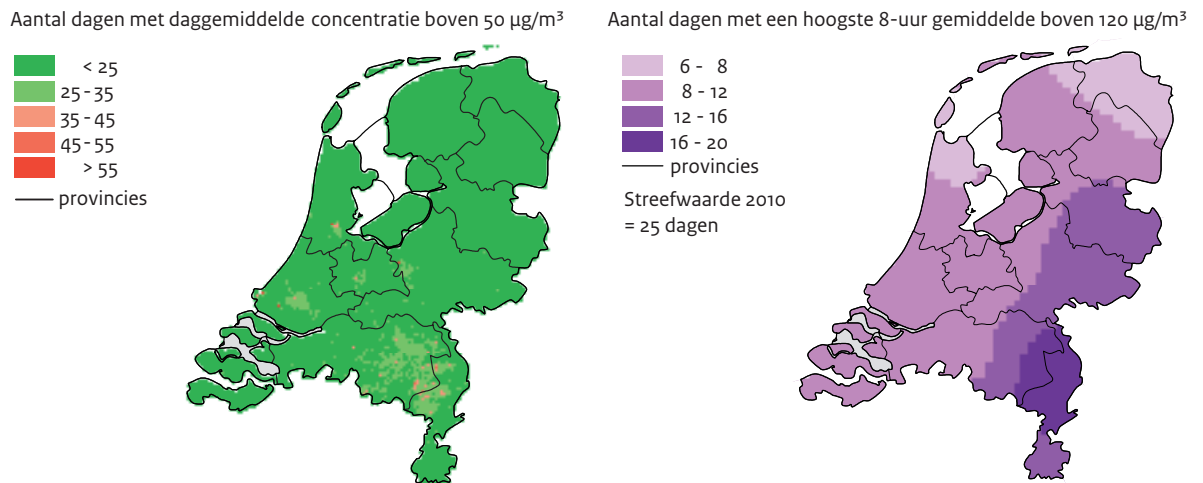 Aantal dagen met daggemiddelde concentratie boven 50 µg/m³
< 25
25 - 35
35 - 45
45 - 55
> 55
provincies
Aantal dagen met een hoogste 8-uur gemiddelde boven 120 µg/m³
6 - 8
8 - 12
12 - 16
16 - 20
provincies
Streefwaarde 2010
= 25 dagen